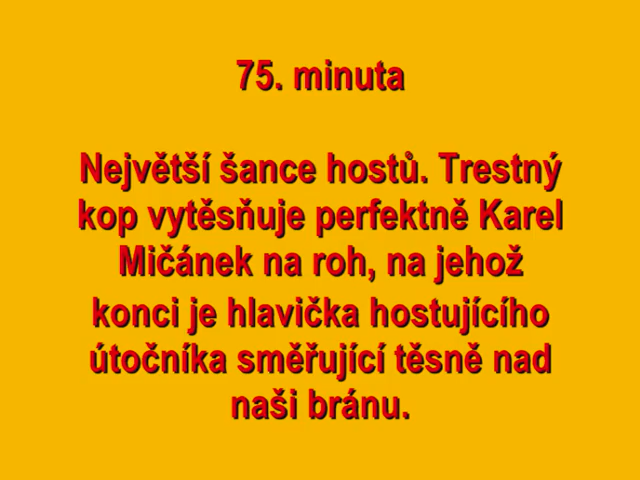 75. minuta
Největší šance hostů. Trestný
kop vytěsňuje perfektně Karel
Mičánek na roh, na jehož
konci je hlavička hostujícího
útočníka směřující těsně nad
naši bránu.